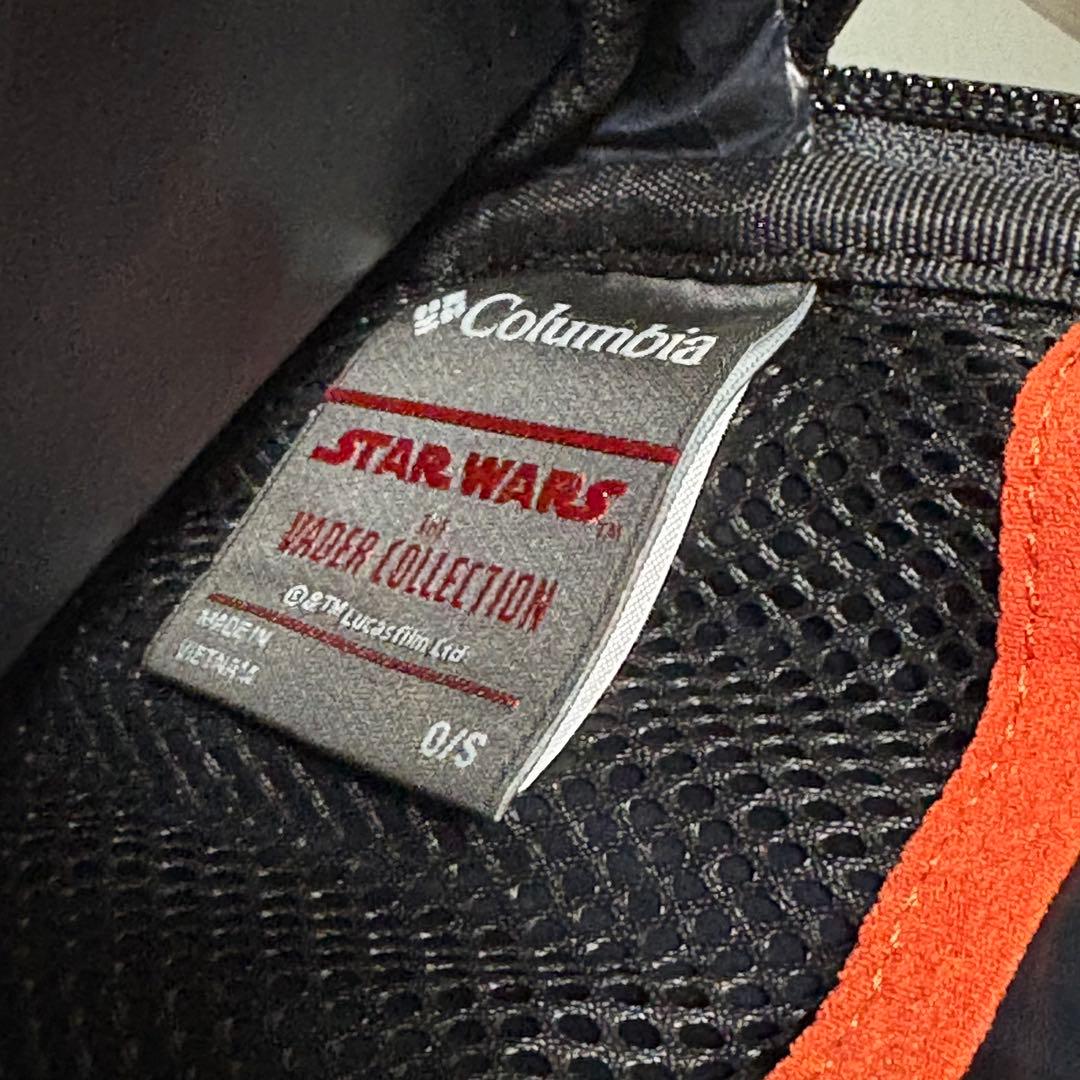 Columbia
STAR WARS
TM
THE
VADER COLLECTION
© & TM Lucasfilm Ltd.
MADE IN
VIETNAM
O/S